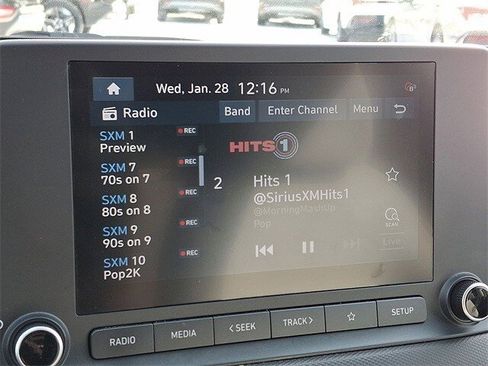 Wed, Jan. 28 12:16 PM
Radio Band Enter Channel Menu
SXM 1 REC
Preview
SXM 7 REC
70s on 7
SXM 8 REC
80s on 8
SXM 9 REC
90s on 9
SXM 10 REC
Pop2K
HITS 1
2
Hits 1
@SiriusXMHits1
@MorningMashUp
Pop
SCAN
Live
RADIO MEDIA < SEEK TRACK > SETUP